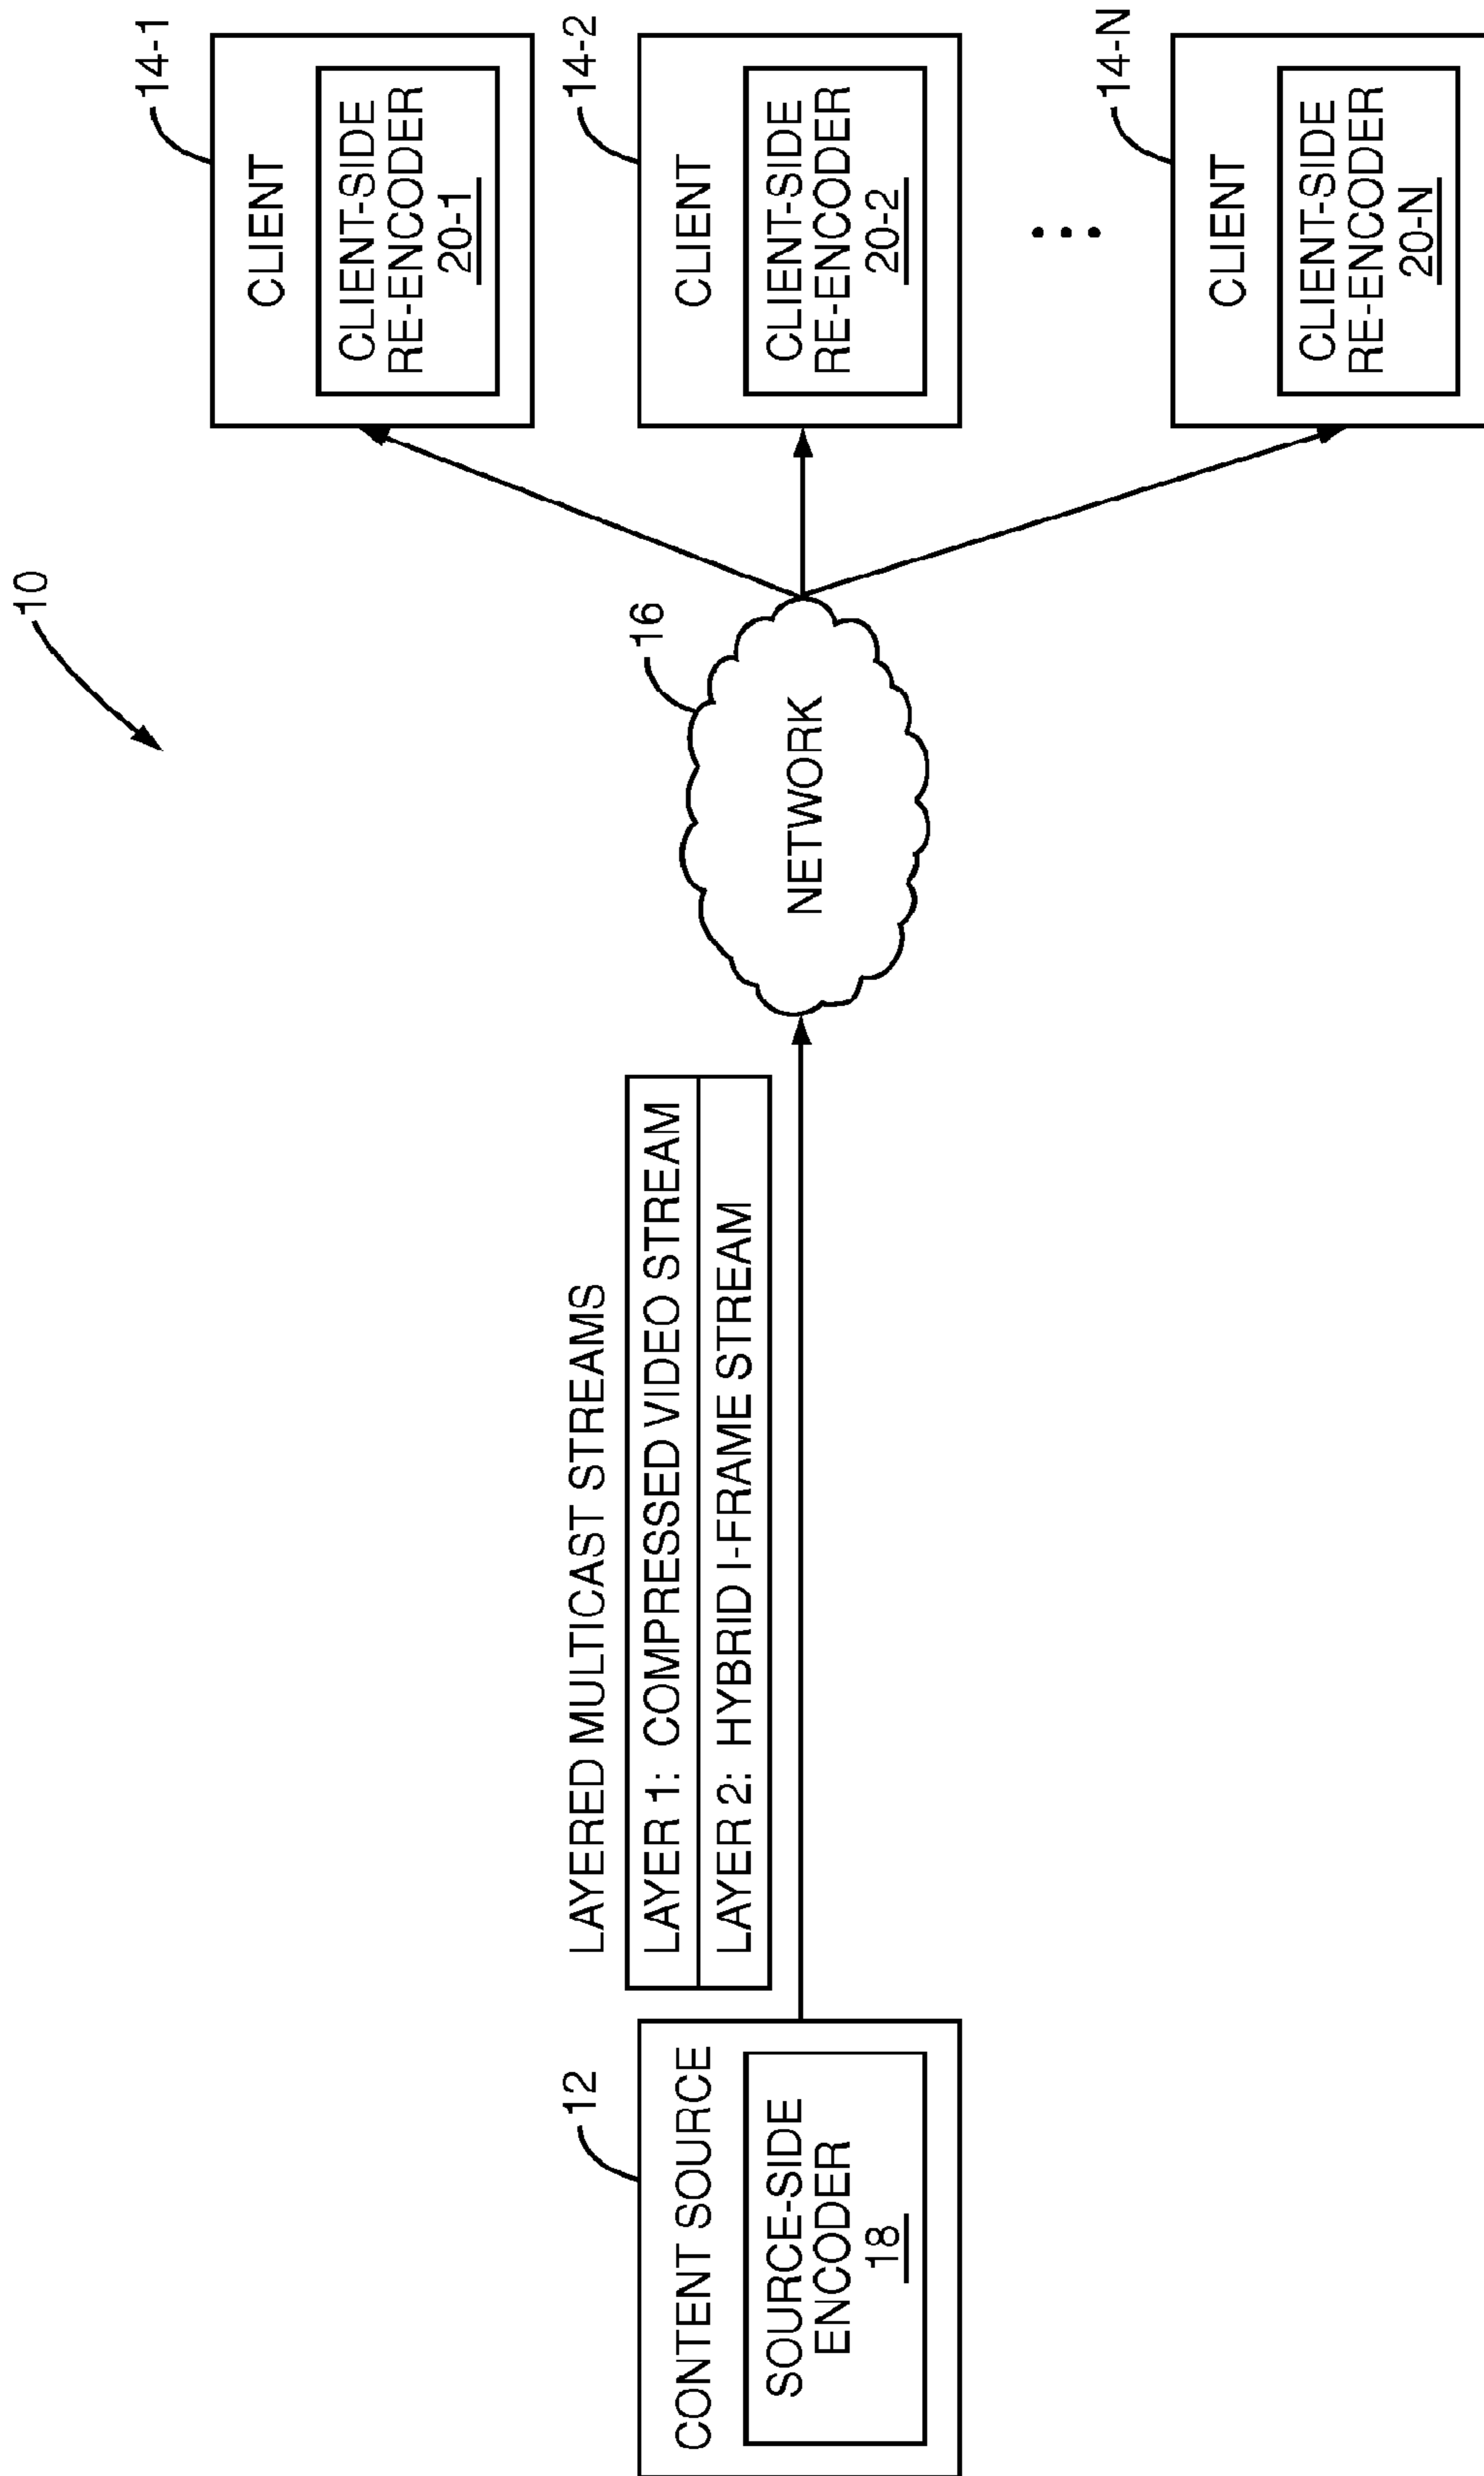 10
12
CONTENT SOURCE
SOURCE-SIDE
ENCODER
18
LAYERED MULTICAST STREAMS
LAYER 1: COMPRESSED VIDEO STREAM
LAYER 2: HYBRID I-FRAME STREAM
16
NETWORK
14-1
CLIENT
CLIENT-SIDE
RE-ENCODER
20-1
14-2
CLIENT
CLIENT-SIDE
RE-ENCODER
20-2
14-N
CLIENT
CLIENT-SIDE
RE-ENCODER
20-N